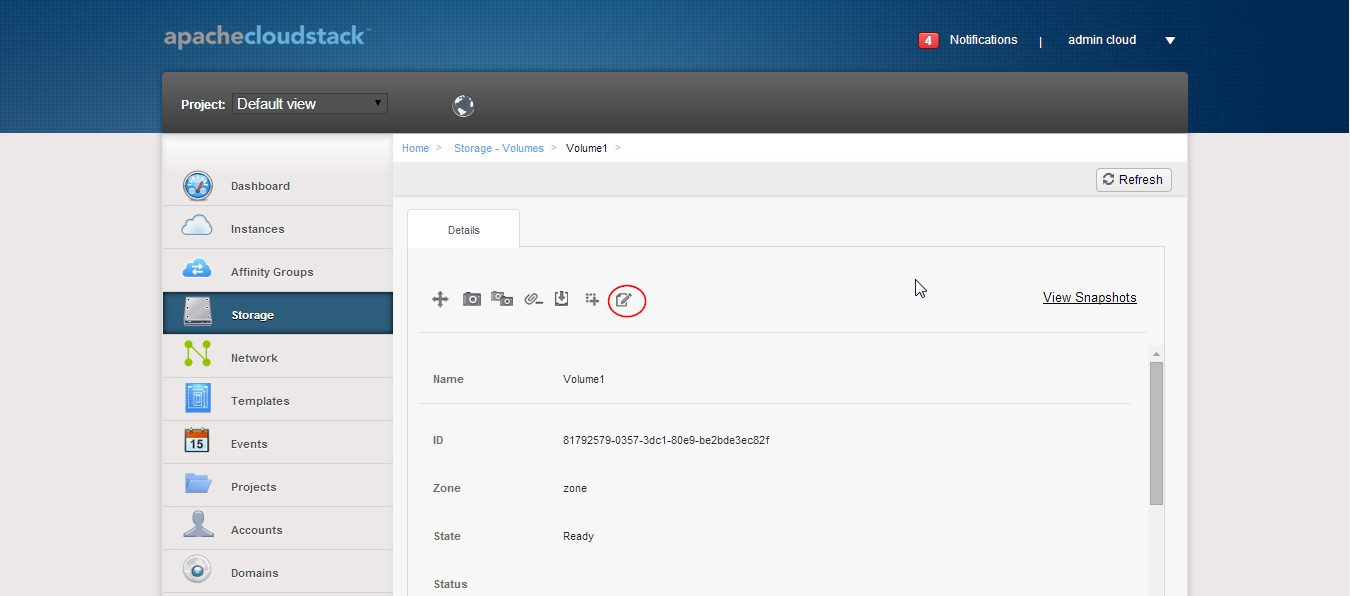 apachecloudstack™
4 Notifications | admin cloud
Project: Default view
Home > Storage - Volumes > Volume1 >
Refresh
Dashboard
Instances
Affinity Groups
Storage
Network
Templates
15 Events
Projects
Accounts
Domains
Details
View Snapshots
Name Volume1
ID 81792579-0357-3dc1-80e9-be2bde3ec82f
Zone zone
State Ready
Status